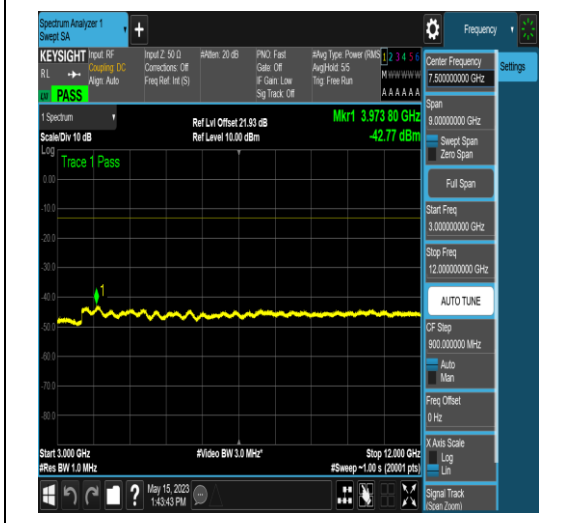 Spectrum Analyzer 1
Swept SA
+
Frequency
KEYSIGHT
RL
PASS
Input: RF
Coupling: DC
Align: Auto
Input Z: 50 Ω
Corrections: Off
Freq Ref: Int (S)
#Atten: 20 dB
PNO: Fast
Gate: Off
IF Gain: Low
Sig Track: Off
#Avg Type: Power (RMS
Avg|Hold: 5/5
Trig: Free Run
1 2 3 4 5 6
M W W W W W
A A A A A A
1 Spectrum
Scale/Div 10 dB
Ref Lvl Offset 21.93 dB
Ref Level 10.00 dBm
Mkr1 3.973 80 GHz
-42.77 dBm
Log
Trace 1 Pass
0.00
-10.0
-20.0
-30.0
-40.0
-50.0
-60.0
-70.0
-80.0
1
Start 3.000 GHz
#Res BW 1.0 MHz
#Video BW 3.0 MHz*
Stop 12.000 GHz
#Sweep ~1.00 s (20001 pts)
?
May 15, 2023
1:43:43 PM
Center Frequency
7.500000000 GHz
Settings
Span
9.00000000 GHz
Swept Span
Zero Span
Full Span
Start Freq
3.000000000 GHz
Stop Freq
12.000000000 GHz
AUTO TUNE
CF Step
900.000000 MHz
Auto
Man
Freq Offset
0 Hz
X Axis Scale
Log
Lin
Signal Track
(Span Zoom)